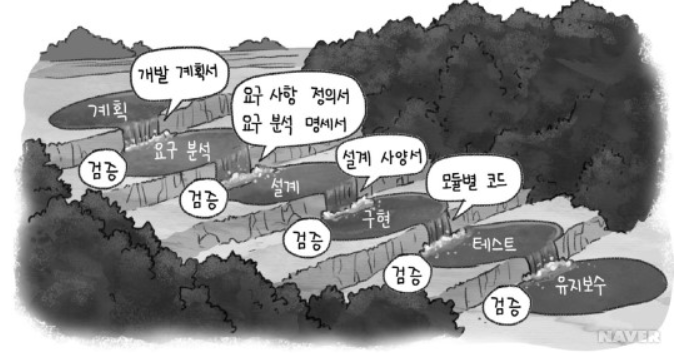 개발 계획서
계획
요구 사항 정의서
요구 분석 명세서
요구 분석
검증
설계 사양서
설계
검증
모듈별 코드
구현
검증
테스트
검증
유지보수
검증
NAVER